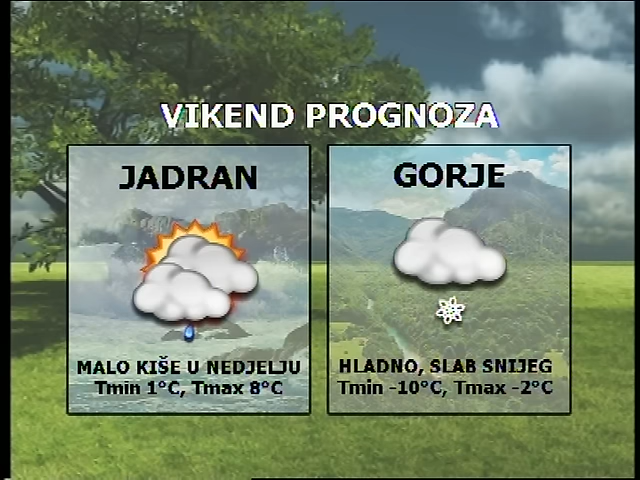 VIKEND PROGNOZA
JADRAN
MALO KIŠE U NEDJELJU
Tmin 1°C, Tmax 8°C
GORJE
HLADNO, SLAB SNIJEG
Tmin -10°C, Tmax -2°C